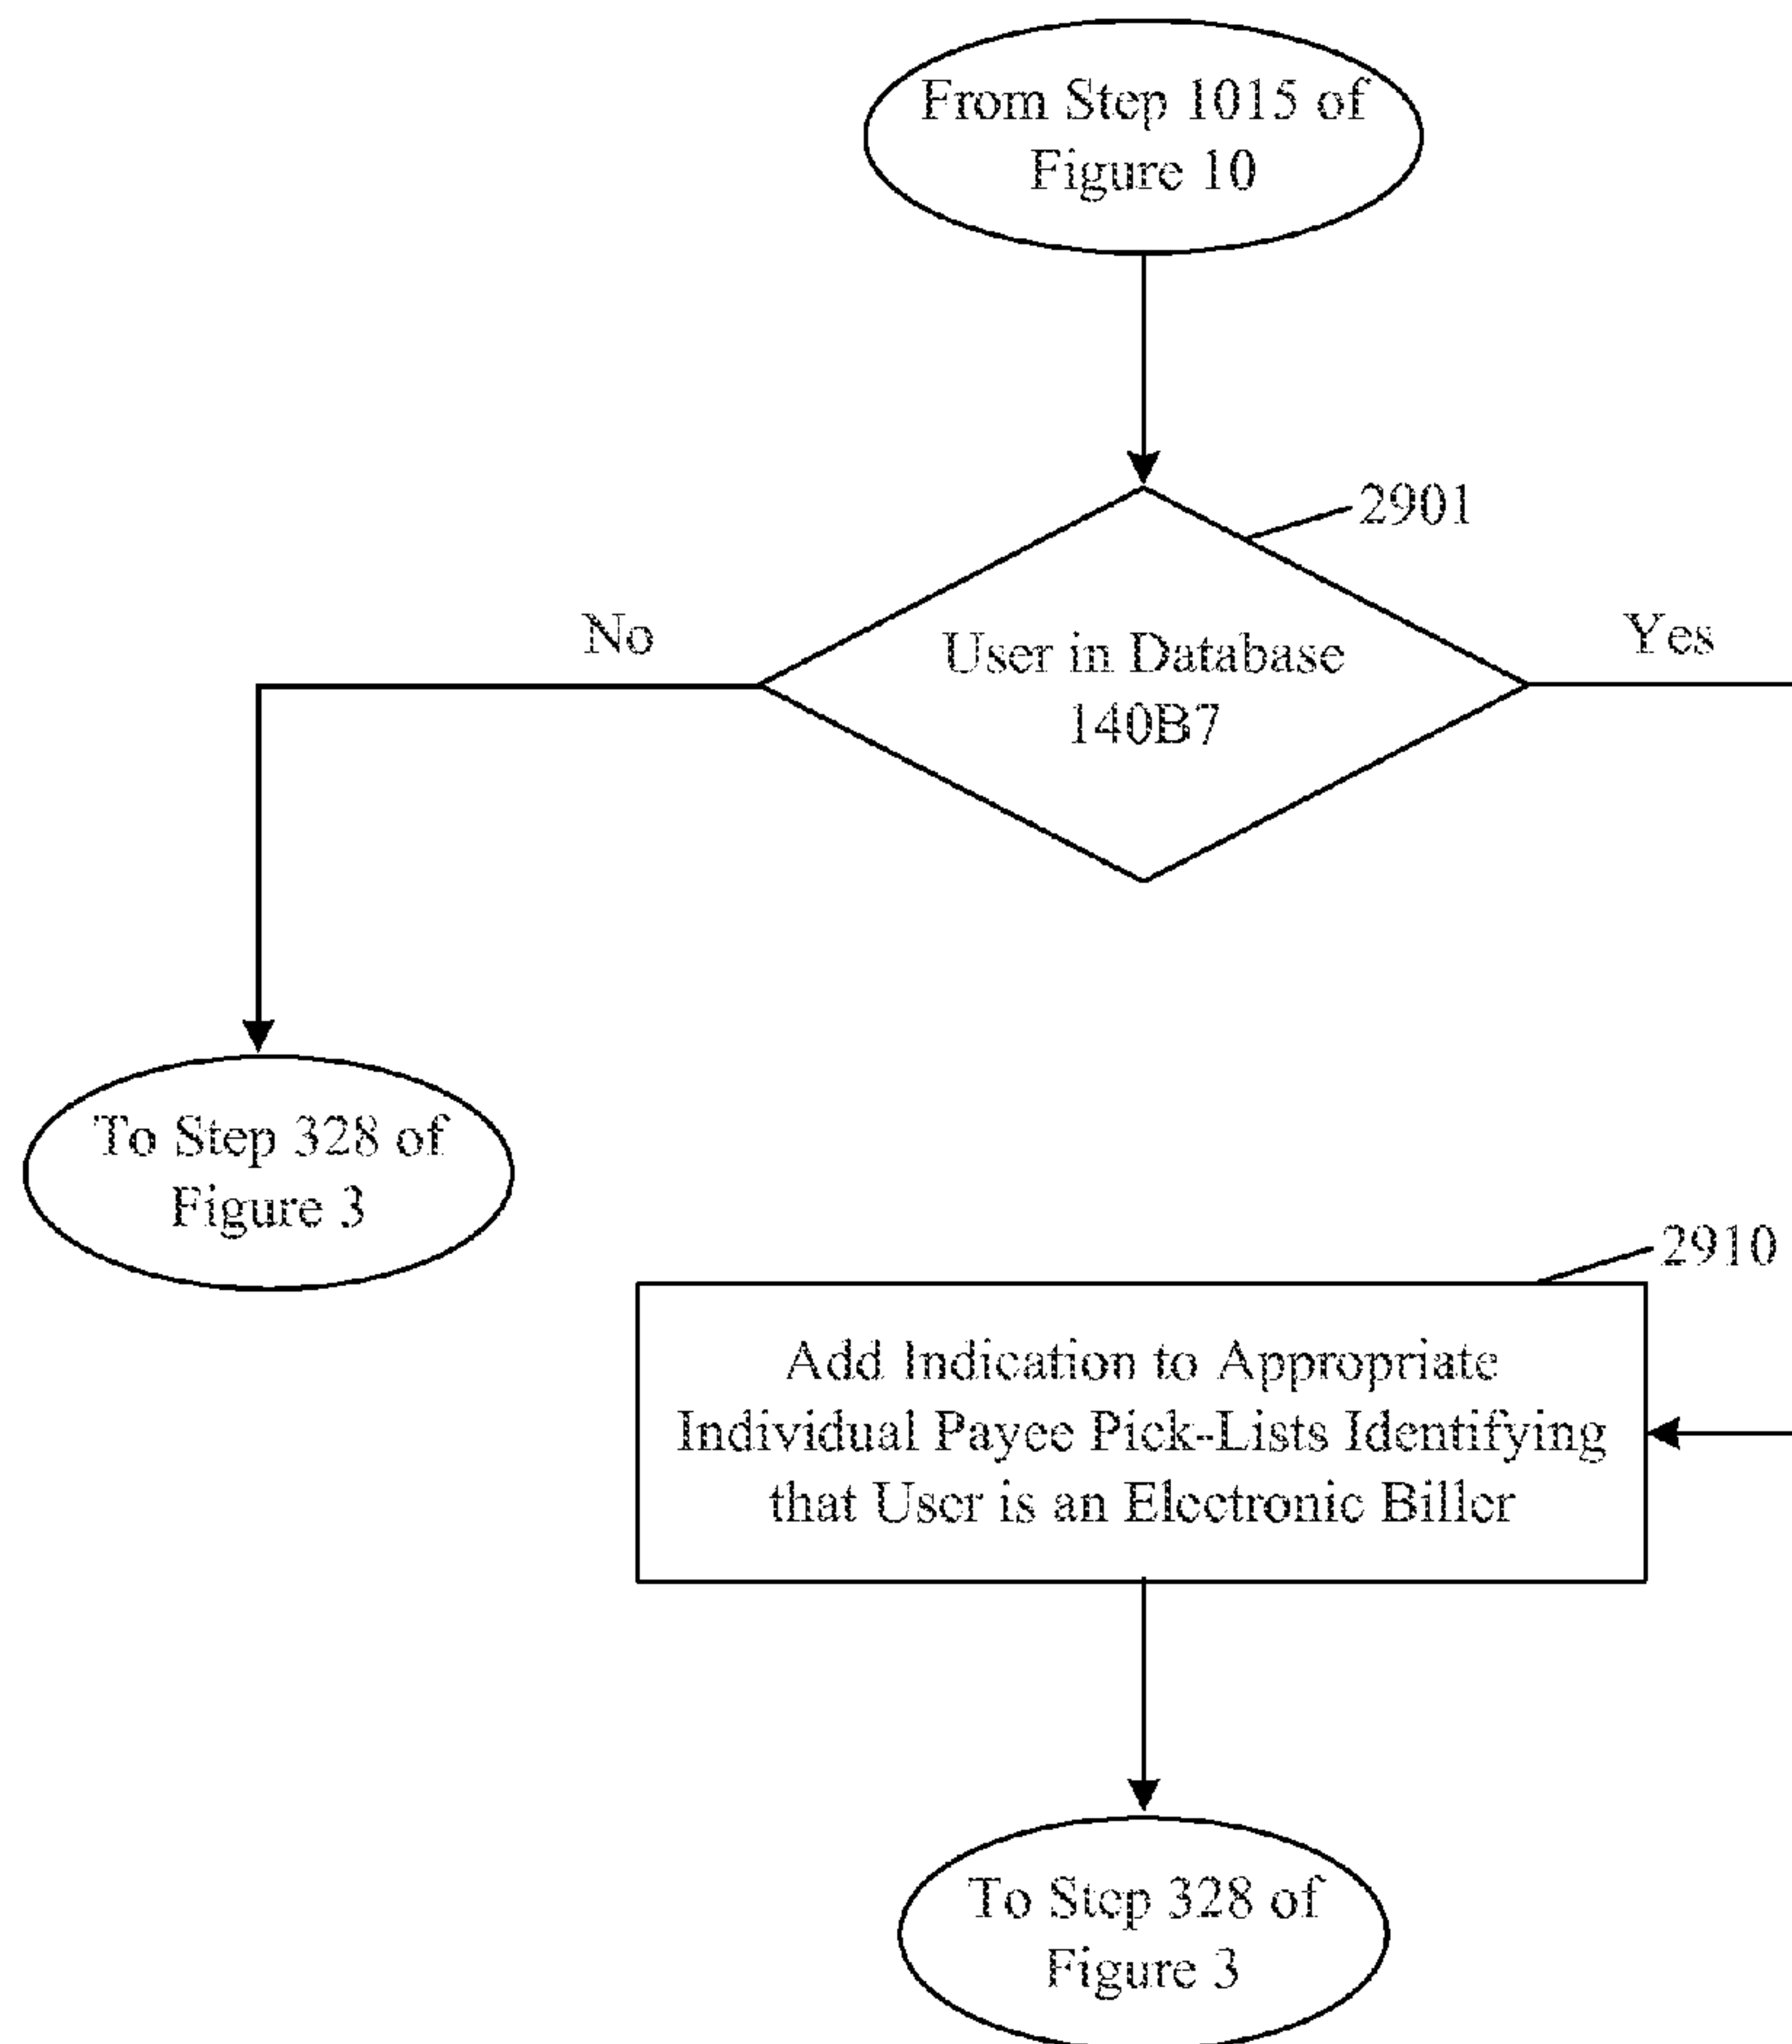 From Step 1015 of
Figure 10
2901
No
User in Database
140B7
Yes
To Step 328 of
Figure 3
2910
Add Indication to Appropriate
Individual Payee Pick-Lists Identifying
that User is an Electronic Biller
To Step 328 of
Figure 3